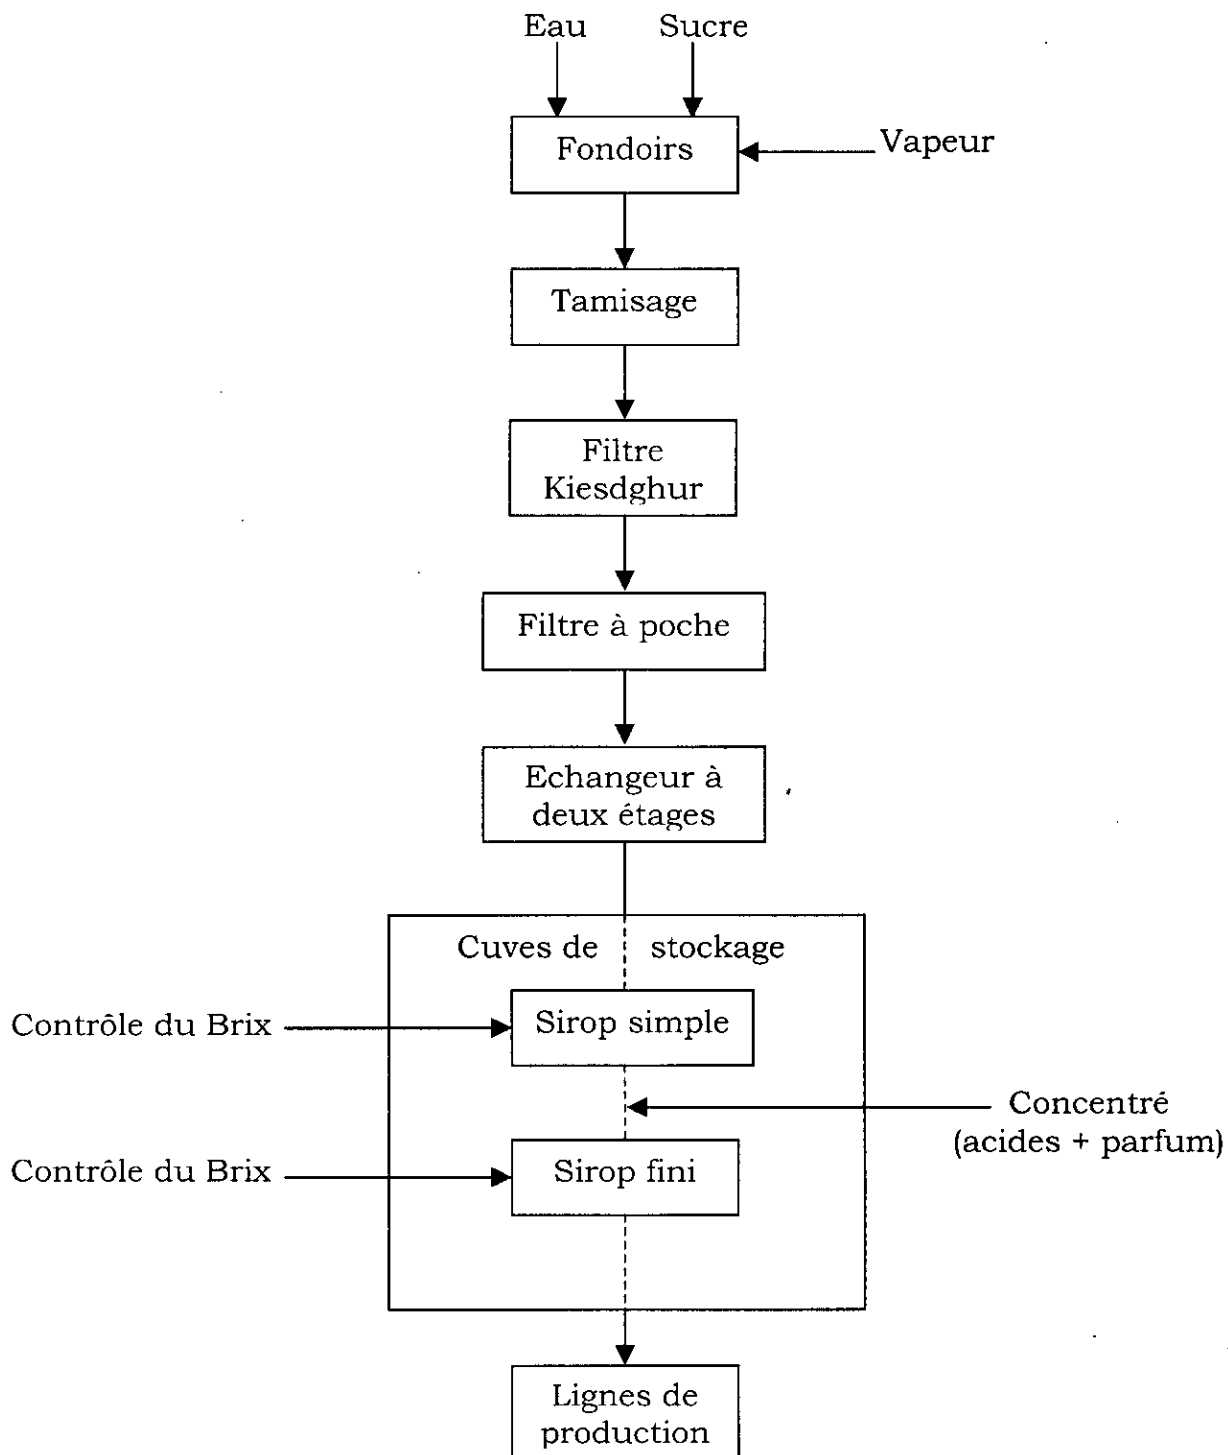 Eau Sucre
Fondoirs
Vapeur
Tamisage
Filtre
Kiesdghur
Filtre à poche
Echangeur à
deux étages
Cuves de stockage
Contrôle du Brix
Sirop simple
Concentré
(acides + parfum)
Contrôle du Brix
Sirop fini
Lignes de
production